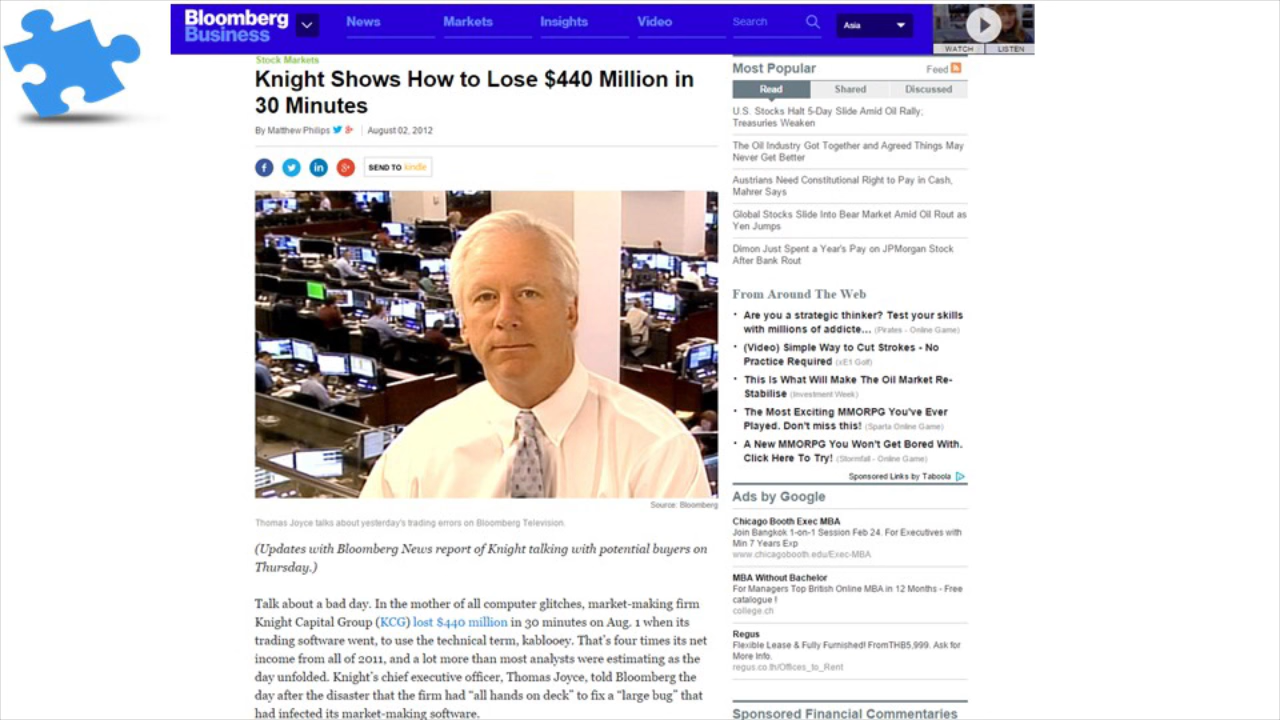 Bloomberg
Business
News
Markets
Insights
Video
Search
Asia
WATCH
LISTEN
Stock Markets
Knight Shows How to Lose $440 Million in
30 Minutes
By Matthew Philips
August 02, 2012
SEND TO kindle
Source: Bloomberg
Thomas Joyce talks about yesterday's trading errors on Bloomberg Television.
(Updates with Bloomberg News report of Knight talking with potential buyers on
Thursday.)
Talk about a bad day. In the mother of all computer glitches, market-making firm
Knight Capital Group (KCG) lost $440 million in 30 minutes on Aug. 1 when its
trading software went, to use the technical term, kablooey. That's four times its net
income from all of 2011, and a lot more than most analysts were estimating as the
day unfolded. Knight's chief executive officer, Thomas Joyce, told Bloomberg the
day after the disaster that the firm had “all hands on deck” to fix a “large bug” that
had infected its market-making software.
Most Popular
Feed
Read
Shared
Discussed
U.S. Stocks Halt 5-Day Slide Amid Oil Rally;
Treasuries Weaken
The Oil Industry Got Together and Agreed Things May
Never Get Better
Austrians Need Constitutional Right to Pay in Cash,
Mahrer Says
Global Stocks Slide Into Bear Market Amid Oil Rout as
Yen Jumps
Dimon Just Spent a Year's Pay on JPMorgan Stock
After Bank Rout
From Around The Web
Are you a strategic thinker? Test your skills
with millions of addicte... (Pirates - Online Game)
(Video) Simple Way to Cut Strokes - No
Practice Required (xE1 Golf)
This Is What Will Make The Oil Market Re-
Stabilise (Investment Week)
The Most Exciting MMORPG You've Ever
Played. Don't miss this! (Sparta Online Game)
A New MMORPG You Won't Get Bored With.
Click Here To Try! (Stormfall - Online Game)
Sponsored Links by Taboola
Ads by Google
Chicago Booth Exec MBA
Join Bangkok 1-on-1 Session Feb 24. For Executives with
Min 7 Years Exp
www.chicagobooth.edu/Exec-MBA
MBA Without Bachelor
For Managers Top British Online MBA in 12 Months - Free
catalogue !
college.ch
Regus
Flexible Lease & Fully Furnished! FromTHB5,999. Ask for
More Info.
regus.co.th/Offices_to_Rent
Sponsored Financial Commentaries